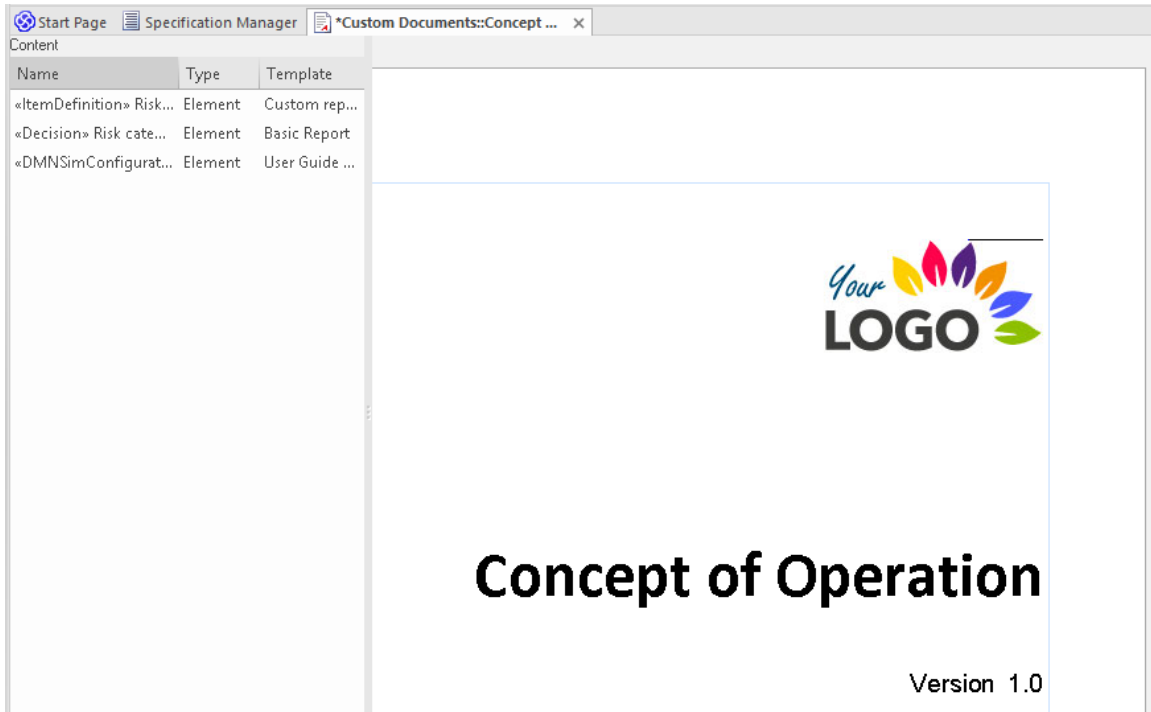 Start Page Specification Manager *Custom Documents::Concept ...
Content
Name Type Template
«ItemDefinition» Risk... Element Custom rep...
«Decision» Risk cate... Element Basic Report
«DMNSimConfigurat... Element User Guide ...
Your
LOGO
Concept of Operation
Version 1.0